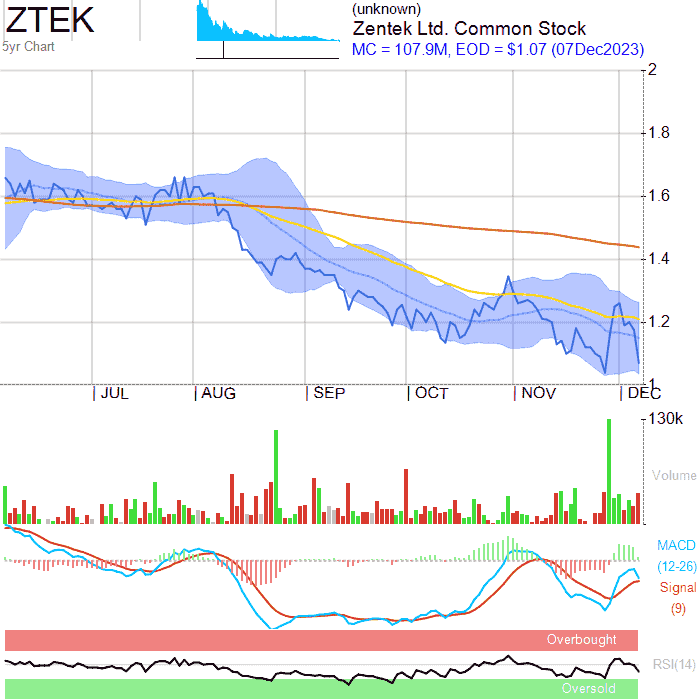 ZTEK
5yr Chart
(unknown)
Zentek Ltd. Common Stock
MC = 107.9M, EOD = $1.07 (07Dec2023)
2
1.8
1.6
1.4
1.2
1
JUL AUG SEP OCT NOV DEC
130k
Volume
MACD
(12-26)
Signal
(9)
Overbought
RSI(14)
Oversold